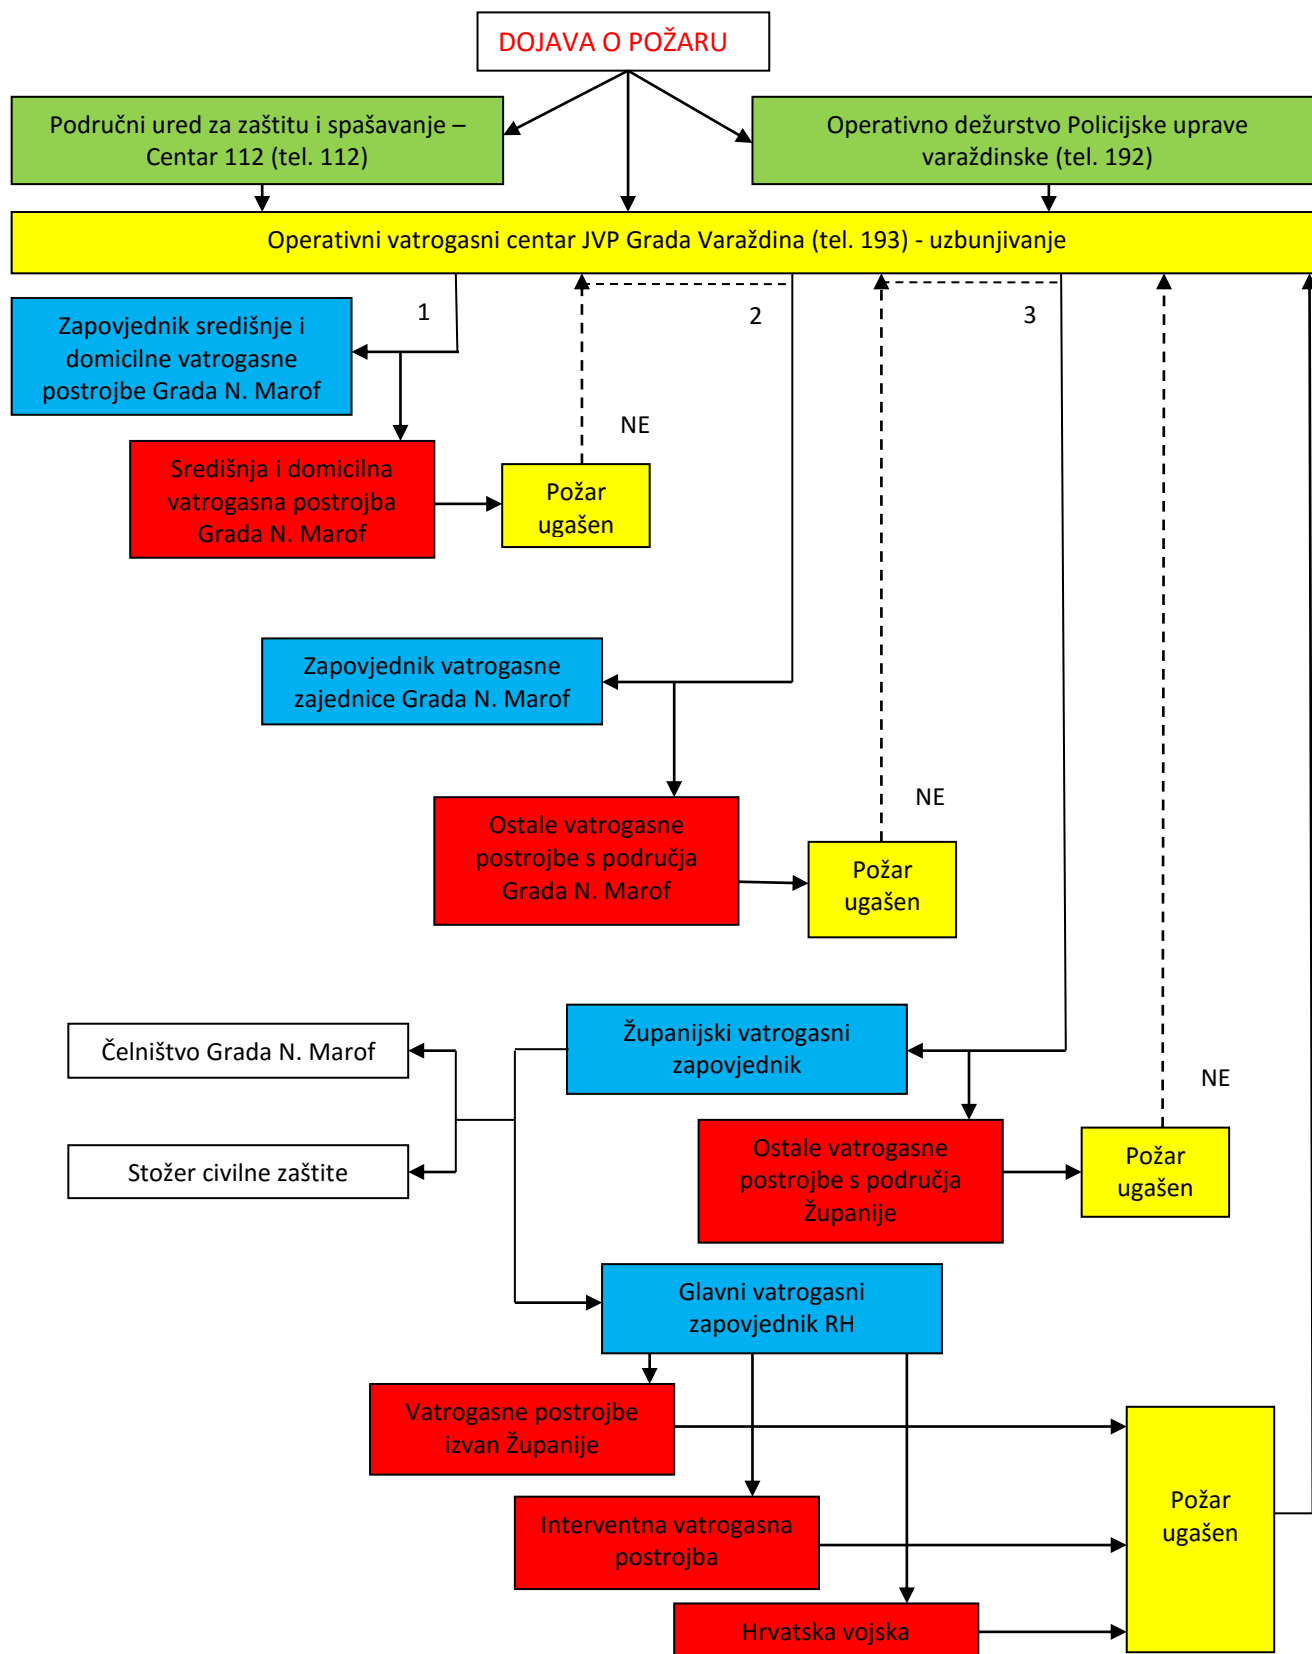 DOJAVA O POŽARU
Područni ured za zaštitu i spašavanje –
Centar 112 (tel. 112)
Operativno dežurstvo Policijske uprave
varaždinske (tel. 192)
Operativni vatrogasni centar JVP Grada Varaždina (tel. 193) - uzbunjivanje
1
2
3
Zapovjednik središnje i
domicilne vatrogasne
postrojbe Grada N. Marof
NE
Središnja i domicilna
vatrogasna postrojba
Grada N. Marof
Požar
ugašen
Zapovjednik vatrogasne
zajednice Grada N. Marof
NE
Ostale vatrogasne
postrojbe s područja
Grada N. Marof
Požar
ugašen
Čelništvo Grada N. Marof
Županijski vatrogasni
zapovjednik
NE
Stožer civilne zaštite
Ostale vatrogasne
postrojbe s područja
Županije
Požar
ugašen
Glavni vatrogasni
zapovjednik RH
Vatrogasne postrojbe
izvan Županije
Interventna vatrogasna
postrojba
Požar
ugašen
Hrvatska vojska